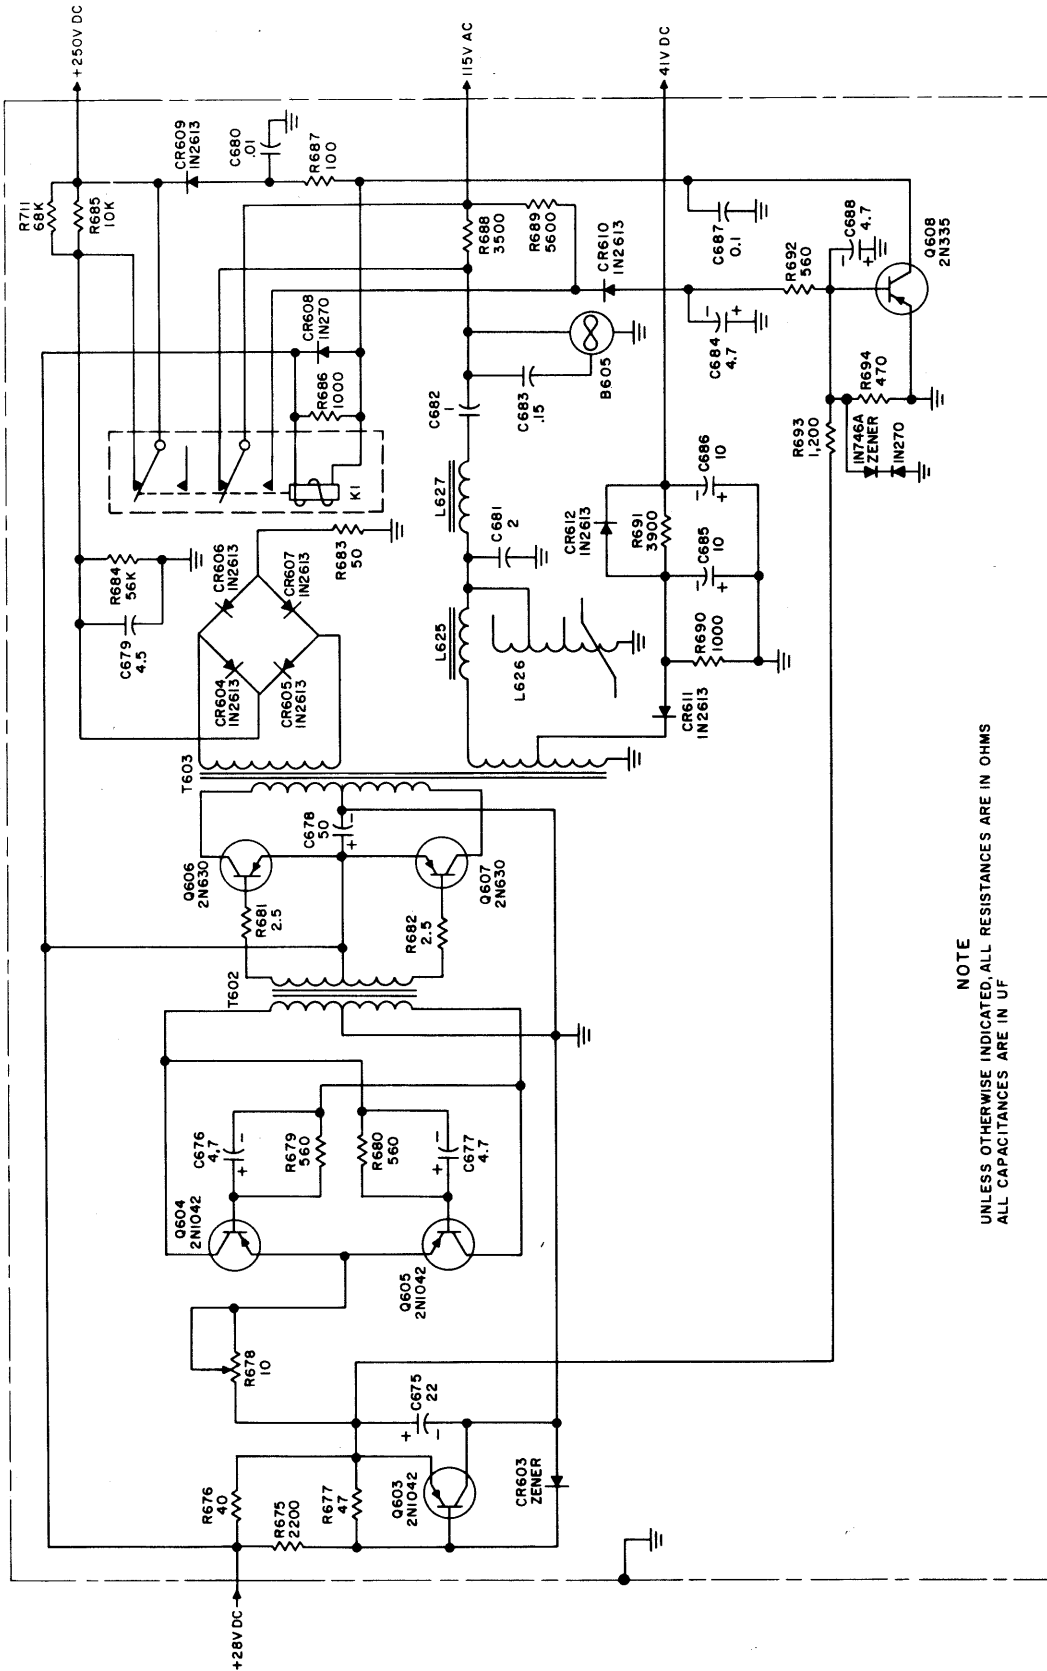 +28V DC
R676
40
R675
2200
R677
47
Q603
2N1042
CR603
ZENER
C675
22
+
-
R678
10
Q604
2N1042
Q605
2N1042
C676
4.7
+
-
R679
560
R680
560
C677
4.7
+
-
T602
R681
2.5
R682
2.5
Q606
2N630
Q607
2N630
C678
50
+
-
T603
CR604
1N2613
CR605
1N2613
CR606
1N2613
CR607
1N2613
C679
4.5
R684
56K
R683
50
L625
L626
L627
C681
2
CR611
1N2613
R690
1000
C685
10
-
+
R691
3900
CR612
1N2613
C686
10
-
+
K1
R686
1000
CR608
1N270
C682
1
C683
.15
B605
R688
3500
R689
5600
CR610
1N2613
C684
4.7
-
+
R711
68K
R685
10K
CR609
1N2613
C680
.01
R687
100
C687
0.1
R692
560
C688
4.7
-
+
Q608
2N335
R694
470
R693
1,200
1N746A
ZENER
1N270
+250V DC
115V AC
41V DC
NOTE
UNLESS OTHERWISE INDICATED, ALL RESISTANCES ARE IN OHMS
ALL CAPACITANCES ARE IN UF